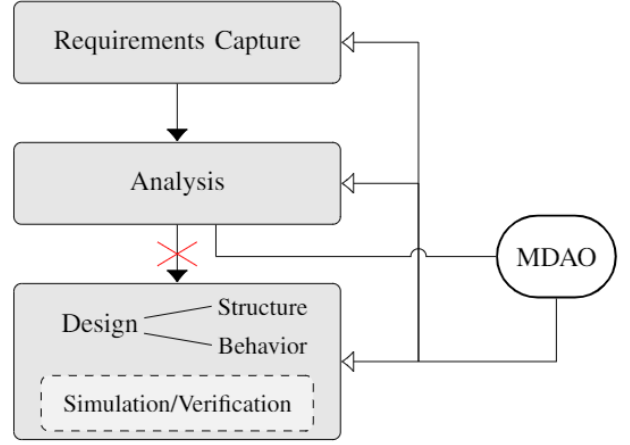 Requirements Capture
Analysis
MDAO
Design
Structure
Behavior
Simulation/Verification